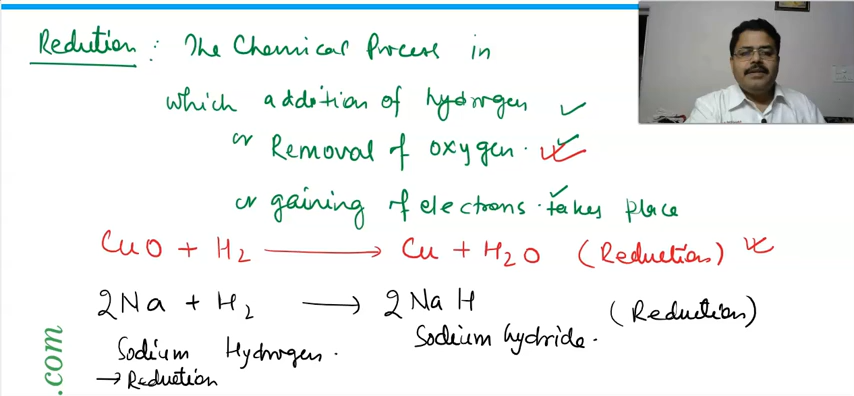 Redution : The Chemical Process in
which addition of hydrogen ✓
or Removal of oxygen. ✓
or gaining of electrons. takes place
CuO + H₂ ⟶ Cu + H₂O (Reduction)
2Na + H₂ ⟶ 2NaH (Reduction)
Sodium Hydrogen. Sodium hydride.
→ Reduction
.com